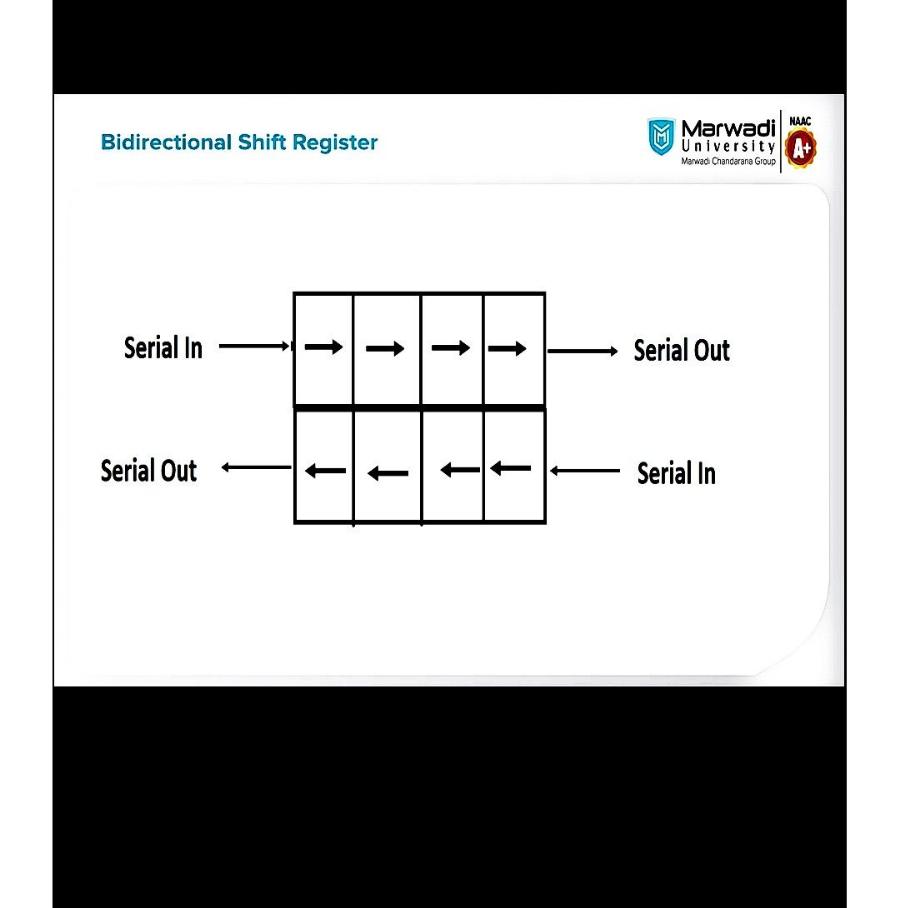 Bidirectional Shift Register
Marwadi
University
Marwadi Chandarana Group
NAAC
A+
Serial In
Serial Out
Serial Out
Serial In